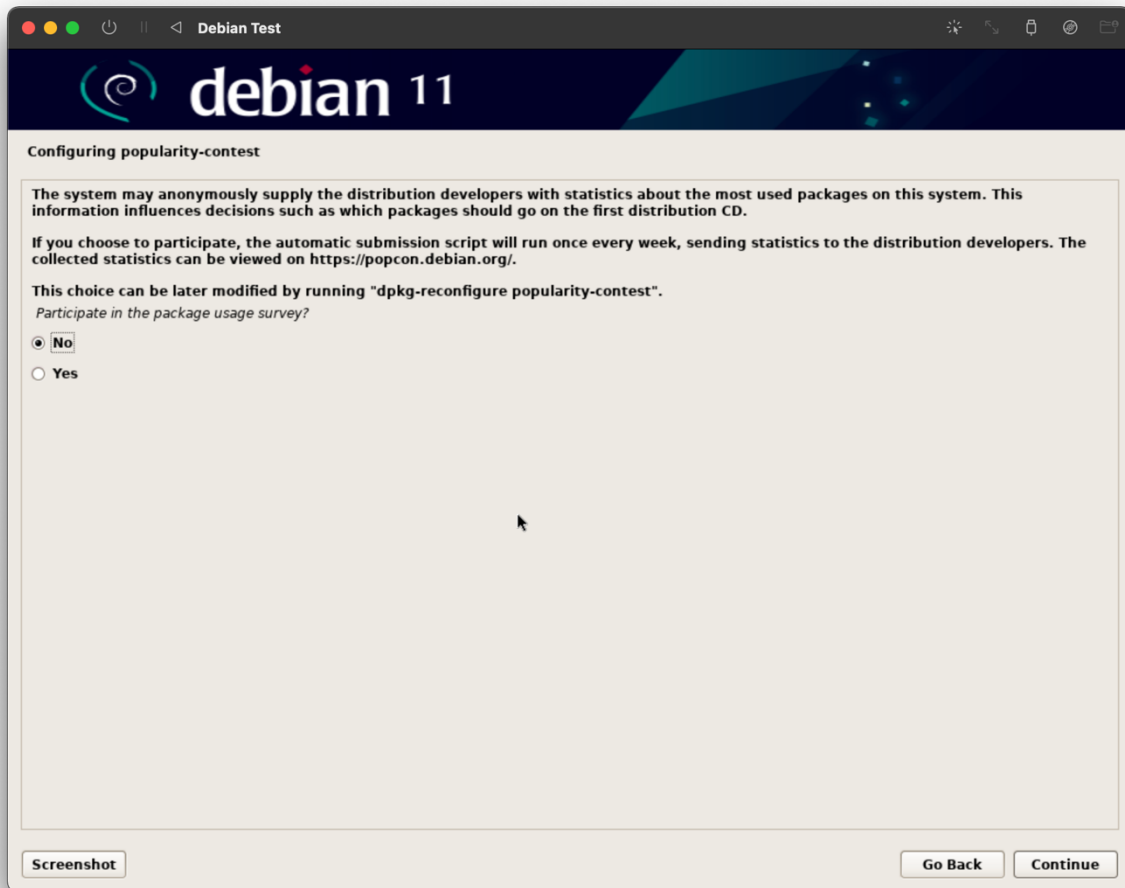 Debian Test
debian 11
Configuring popularity-contest
The system may anonymously supply the distribution developers with statistics about the most used packages on this system. This
information influences decisions such as which packages should go on the first distribution CD.
If you choose to participate, the automatic submission script will run once every week, sending statistics to the distribution developers. The
collected statistics can be viewed on https://popcon.debian.org/.
This choice can be later modified by running "dpkg-reconfigure popularity-contest".
Participate in the package usage survey?
No
Yes
Screenshot
Go Back
Continue